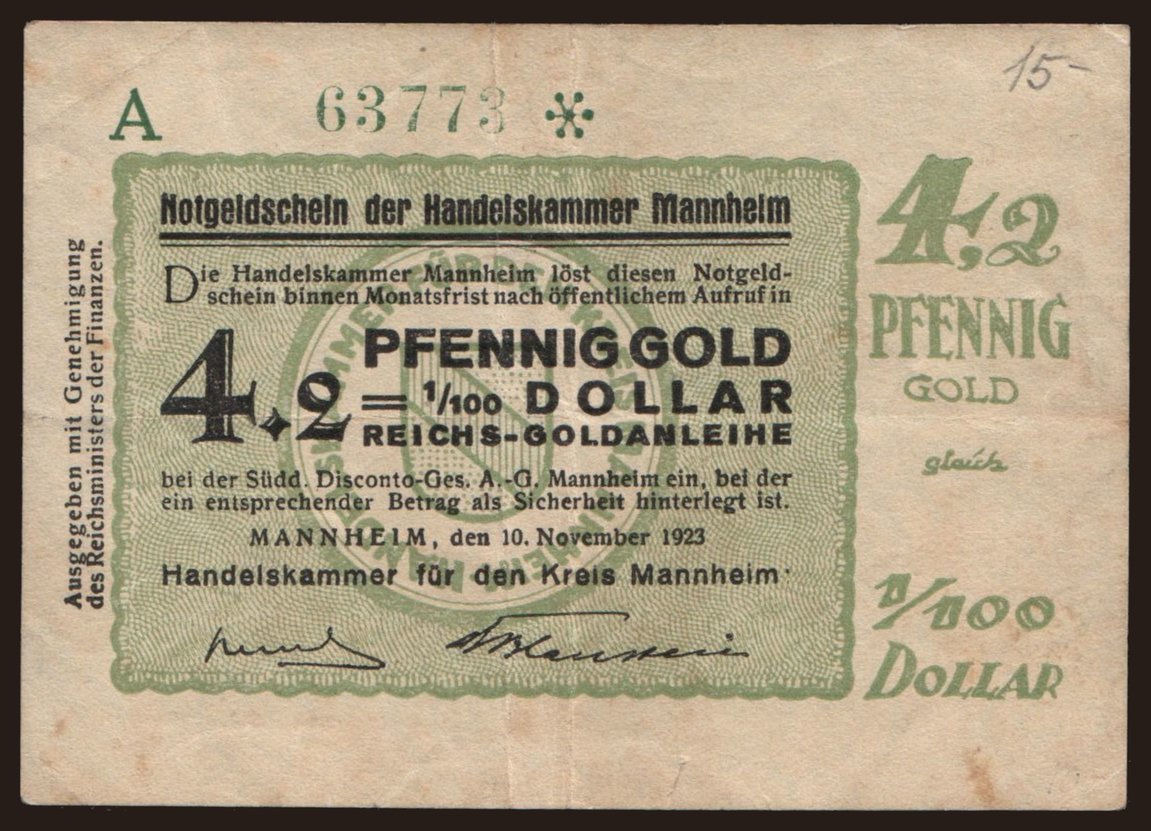 15-
A 63773
Notgeldschein der Handelskammer Mannheim
Die Handelskammer Mannheim löst diesen Notgeld-
schein binnen Monatsfrist nach öffentlichem Aufruf in
4,2 PFENNIG GOLD
= 1/100 DOLLAR
REICHS-GOLDANLEIHE
bei der Südd. Disconto-Ges. A.-G. Mannheim ein, bei der
ein entsprechender Betrag als Sicherheit hinterlegt ist.
MANNHEIM, den 10. November 1923
Handelskammer für den Kreis Mannheim
Ausgegeben mit Genehmigung
des Reichsministers der Finanzen.
4,2
PFENNIG
GOLD
gleich
1/100
DOLLAR